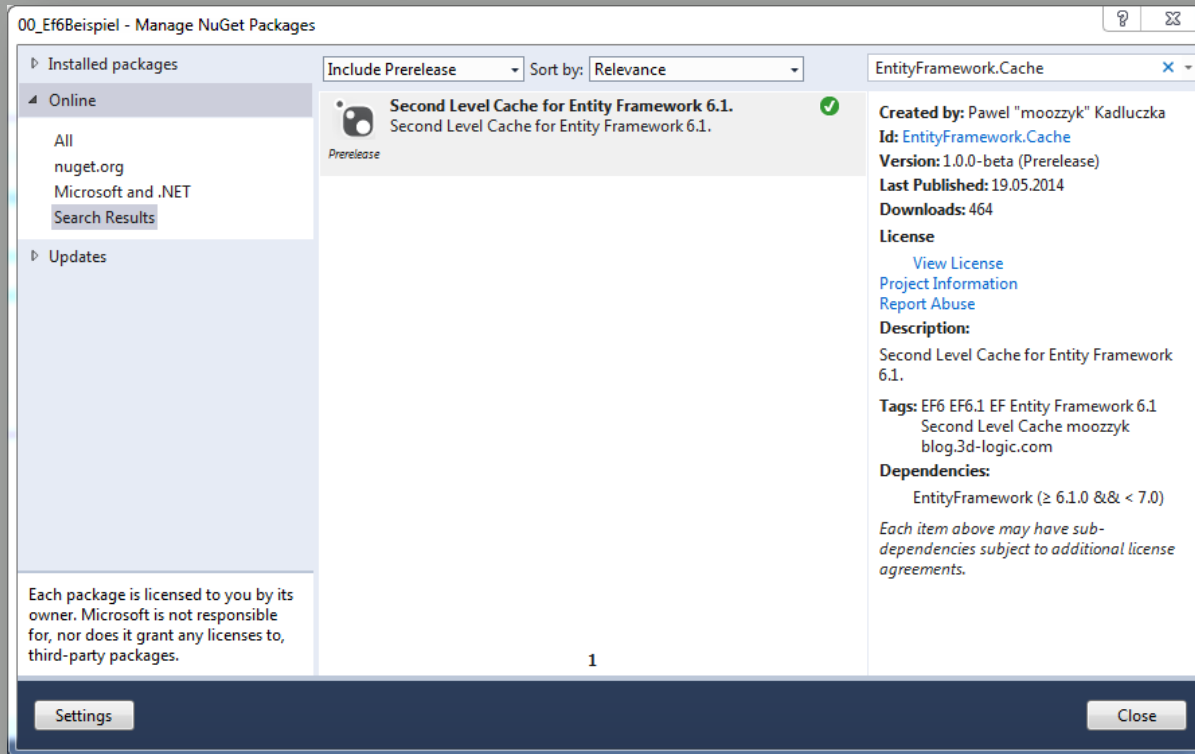 00_Ef6Beispiel - Manage NuGet Packages
?
Installed packages
Online
All
nuget.org
Microsoft and .NET
Search Results
Updates
Each package is licensed to you by its
owner. Microsoft is not responsible
for, nor does it grant any licenses to,
third-party packages.
Include Prerelease
Sort by:
Relevance
Second Level Cache for Entity Framework 6.1.
Second Level Cache for Entity Framework 6.1.
Prerelease
1
EntityFramework.Cache
Created by: Pawel "moozzyk" Kadluczka
Id: EntityFramework.Cache
Version: 1.0.0-beta (Prerelease)
Last Published: 19.05.2014
Downloads: 464
License
View License
Project Information
Report Abuse
Description:
Second Level Cache for Entity Framework
6.1.
Tags: EF6 EF6.1 EF Entity Framework 6.1
Second Level Cache moozzyk
blog.3d-logic.com
Dependencies:
EntityFramework (≥ 6.1.0 && < 7.0)
Each item above may have sub-
dependencies subject to additional license
agreements.
Settings
Close